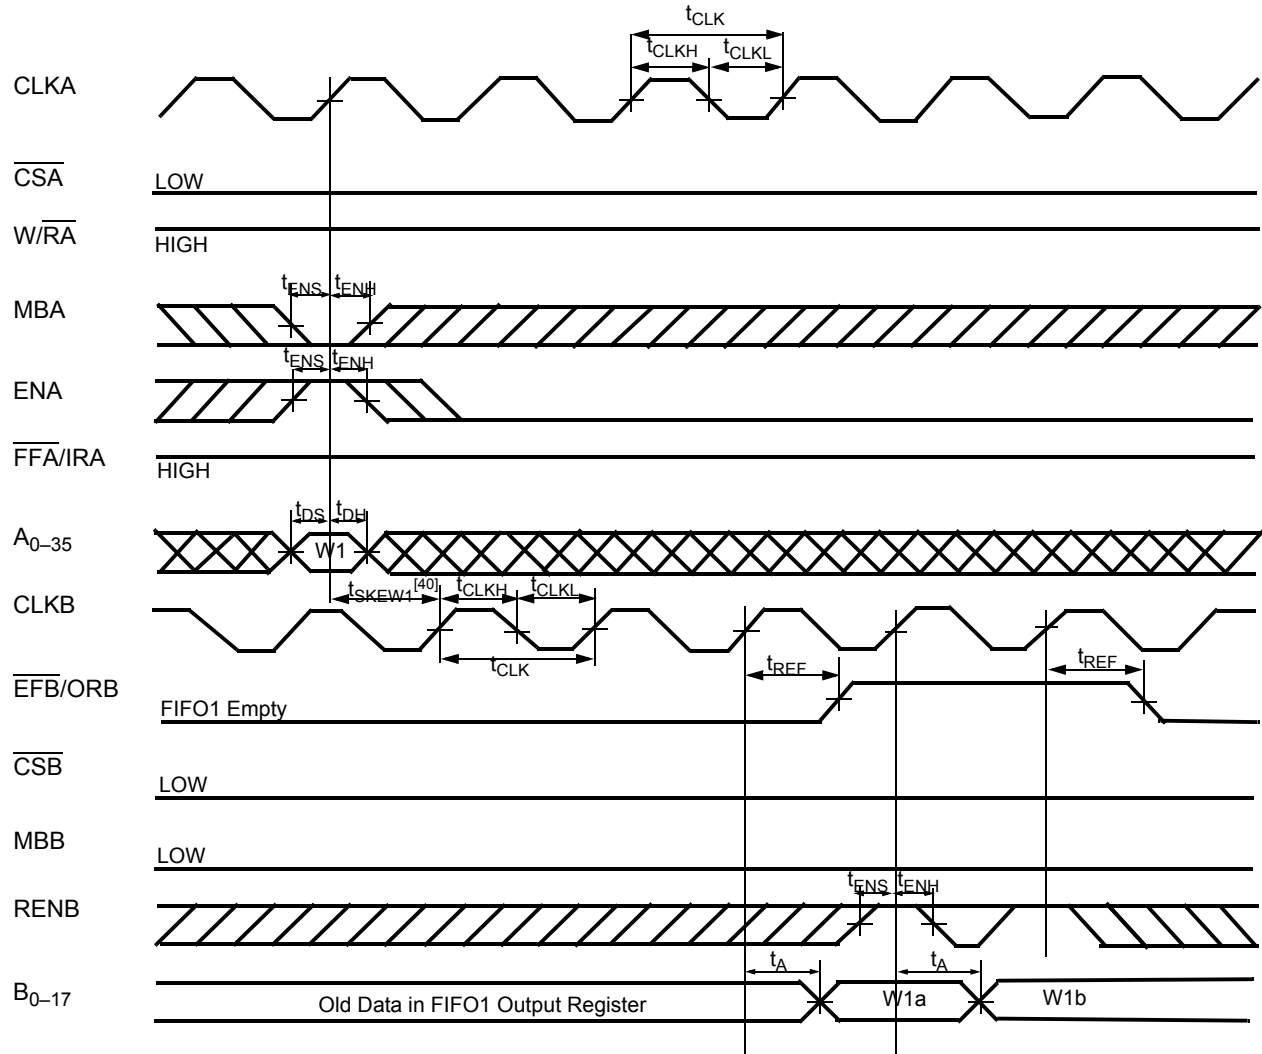 tCLK
tCLKH tCLKL
CLKA
CSA
LOW
W/RA
HIGH
tENS tENH
MBA
tENS tENH
ENA
FFA/IRA
HIGH
tDS tDH
A0–35
W1
tSKEW1[40] tCLKH tCLKL
CLKB
tCLK
tREF
tREF
EFB/ORB
FIFO1 Empty
CSB
LOW
MBB
LOW
tENS tENH
RENB
tA
tA
B0–17
Old Data in FIFO1 Output Register
W1a
W1b